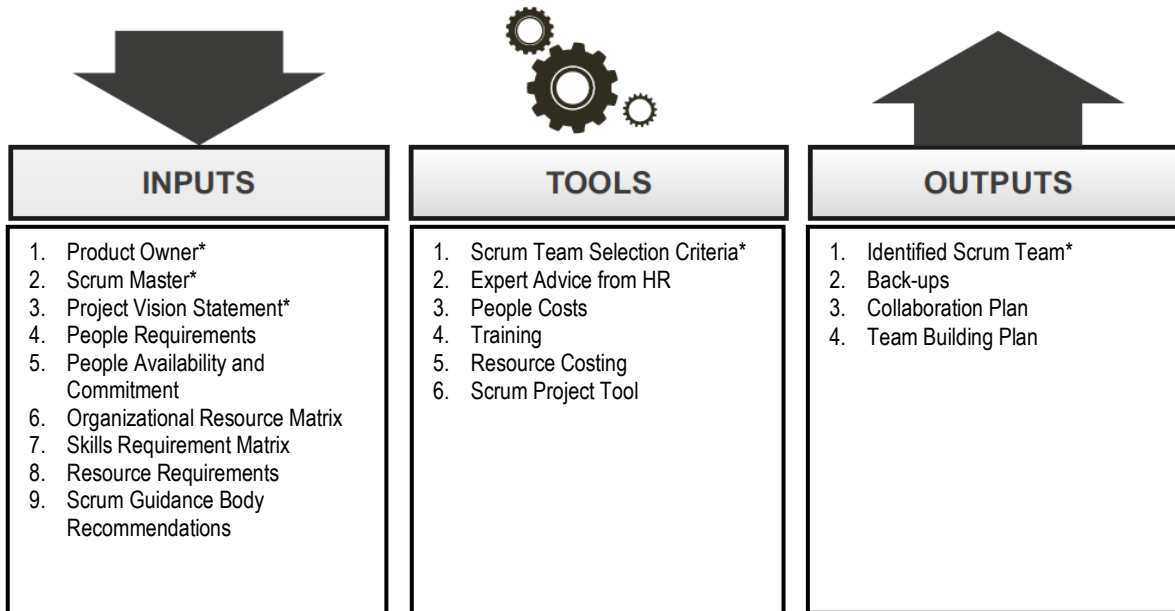 INPUTS
1. Product Owner*
2. Scrum Master*
3. Project Vision Statement*
4. People Requirements
5. People Availability and
Commitment
6. Organizational Resource Matrix
7. Skills Requirement Matrix
8. Resource Requirements
9. Scrum Guidance Body
Recommendations
TOOLS
1. Scrum Team Selection Criteria*
2. Expert Advice from HR
3. People Costs
4. Training
5. Resource Costing
6. Scrum Project Tool
OUTPUTS
1. Identified Scrum Team*
2. Back-ups
3. Collaboration Plan
4. Team Building Plan